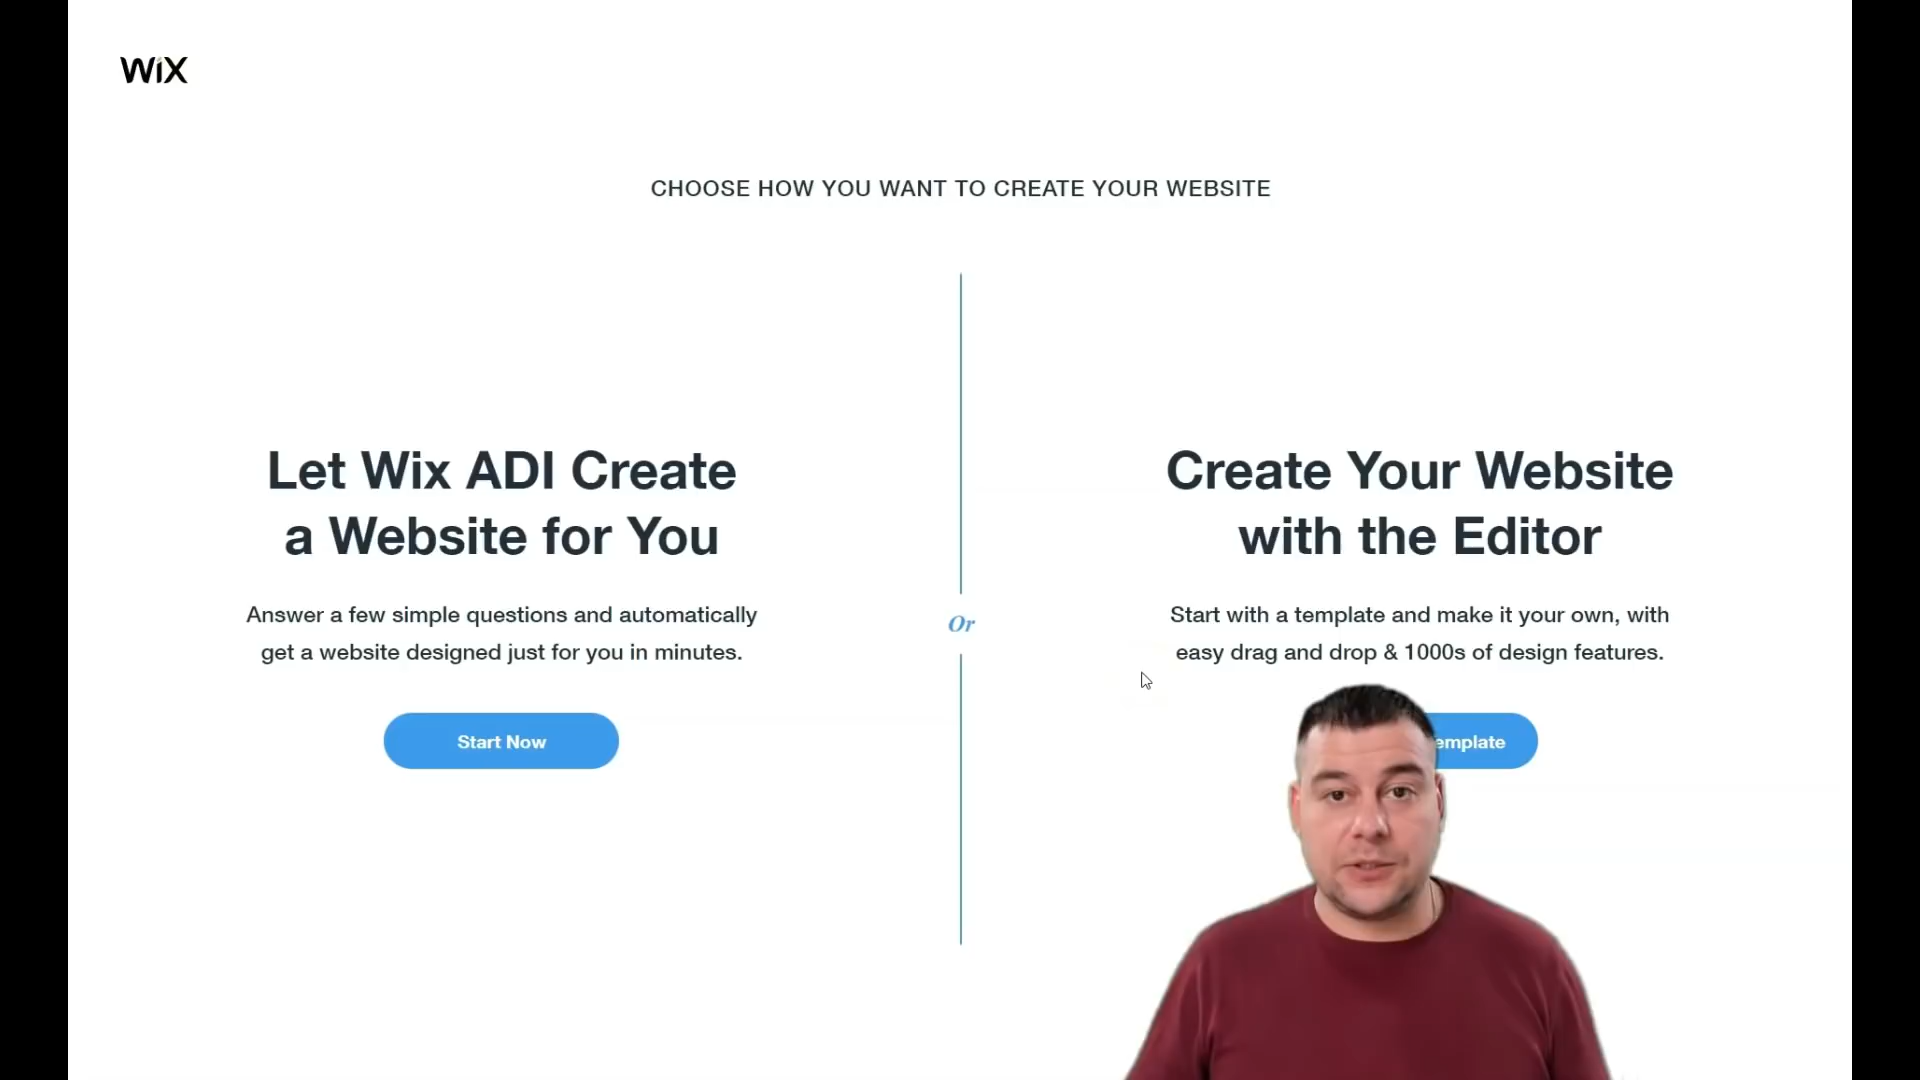 WiX
CHOOSE HOW YOU WANT TO CREATE YOUR WEBSITE
Let Wix ADI Create
a Website for You
Answer a few simple questions and automatically
get a website designed just for you in minutes.
Start Now
Or
Create Your Website
with the Editor
Start with a template and make it your own, with
easy drag and drop & 1000s of design features.